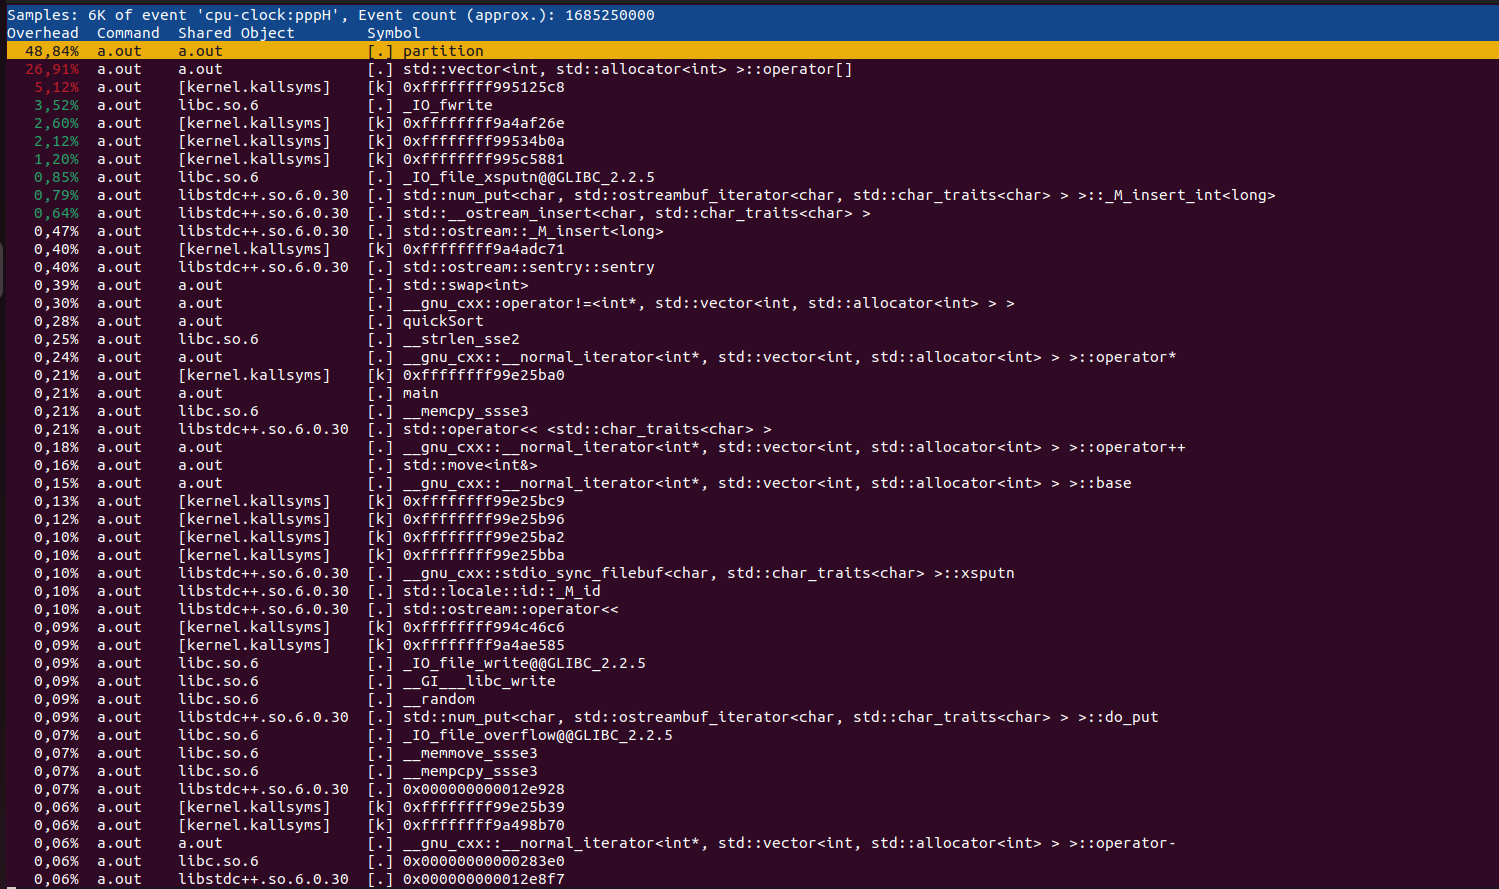 Samples: 6K of event 'cpu-clock:pppH', Event count (approx.): 1685250000
Overhead  Command  Shared Object        Symbol
48,84%  a.out    a.out                [.] partition
26,91%  a.out    a.out                [.] std::vector<int, std::allocator<int> >::operator[]
5,12%  a.out    [kernel.kallsyms]    [k] 0xffffffff995125c8
3,52%  a.out    libc.so.6            [.] _IO_fwrite
2,60%  a.out    [kernel.kallsyms]    [k] 0xffffffff9a4af26e
2,12%  a.out    [kernel.kallsyms]    [k] 0xffffffff99534b0a
1,20%  a.out    [kernel.kallsyms]    [k] 0xffffffff995c5881
0,85%  a.out    libc.so.6            [.] _IO_file_xsputn@@GLIBC_2.2.5
0,79%  a.out    libstdc++.so.6.0.30  [.] std::num_put<char, std::ostreambuf_iterator<char, std::char_traits<char> > >::_M_insert_int<long>
0,64%  a.out    libstdc++.so.6.0.30  [.] std::__ostream_insert<char, std::char_traits<char> >
0,47%  a.out    libstdc++.so.6.0.30  [.] std::ostream::_M_insert<long>
0,40%  a.out    [kernel.kallsyms]    [k] 0xffffffff9a4adc71
0,40%  a.out    libstdc++.so.6.0.30  [.] std::ostream::sentry::sentry
0,39%  a.out    a.out                [.] std::swap<int>
0,30%  a.out    a.out                [.] __gnu_cxx::operator!=<int*, std::vector<int, std::allocator<int> > >
0,28%  a.out    a.out                [.] quickSort
0,25%  a.out    libc.so.6            [.] __strlen_sse2
0,24%  a.out    a.out                [.] __gnu_cxx::__normal_iterator<int*, std::vector<int, std::allocator<int> > >::operator*
0,21%  a.out    [kernel.kallsyms]    [k] 0xffffffff99e25ba0
0,21%  a.out    a.out                [.] main
0,21%  a.out    libc.so.6            [.] __memcpy_ssse3
0,21%  a.out    libstdc++.so.6.0.30  [.] std::operator<< <std::char_traits<char> >
0,18%  a.out    a.out                [.] __gnu_cxx::__normal_iterator<int*, std::vector<int, std::allocator<int> > >::operator++
0,16%  a.out    a.out                [.] std::move<int&>
0,15%  a.out    a.out                [.] __gnu_cxx::__normal_iterator<int*, std::vector<int, std::allocator<int> > >::base
0,13%  a.out    [kernel.kallsyms]    [k] 0xffffffff99e25bc9
0,12%  a.out    [kernel.kallsyms]    [k] 0xffffffff99e25b96
0,10%  a.out    [kernel.kallsyms]    [k] 0xffffffff99e25ba2
0,10%  a.out    [kernel.kallsyms]    [k] 0xffffffff99e25bba
0,10%  a.out    libstdc++.so.6.0.30  [.] __gnu_cxx::stdio_sync_filebuf<char, std::char_traits<char> >::xsputn
0,10%  a.out    libstdc++.so.6.0.30  [.] std::locale::id::_M_id
0,10%  a.out    libstdc++.so.6.0.30  [.] std::ostream::operator<<
0,09%  a.out    [kernel.kallsyms]    [k] 0xffffffff994c46c6
0,09%  a.out    [kernel.kallsyms]    [k] 0xffffffff9a4ae585
0,09%  a.out    libc.so.6            [.] _IO_file_write@@GLIBC_2.2.5
0,09%  a.out    libc.so.6            [.] __GI___libc_write
0,09%  a.out    libc.so.6            [.] __random
0,09%  a.out    libstdc++.so.6.0.30  [.] std::num_put<char, std::ostreambuf_iterator<char, std::char_traits<char> > >::do_put
0,07%  a.out    libc.so.6            [.] _IO_file_overflow@@GLIBC_2.2.5
0,07%  a.out    libc.so.6            [.] __memmove_ssse3
0,07%  a.out    libc.so.6            [.] __mempcpy_ssse3
0,07%  a.out    libstdc++.so.6.0.30  [.] 0x000000000012e928
0,06%  a.out    [kernel.kallsyms]    [k] 0xffffffff99e25b39
0,06%  a.out    [kernel.kallsyms]    [k] 0xffffffff9a498b70
0,06%  a.out    a.out                [.] __gnu_cxx::__normal_iterator<int*, std::vector<int, std::allocator<int> > >::operator-
0,06%  a.out    libc.so.6            [.] 0x00000000000283e0
0,06%  a.out    libstdc++.so.6.0.30  [.] 0x000000000012e8f7